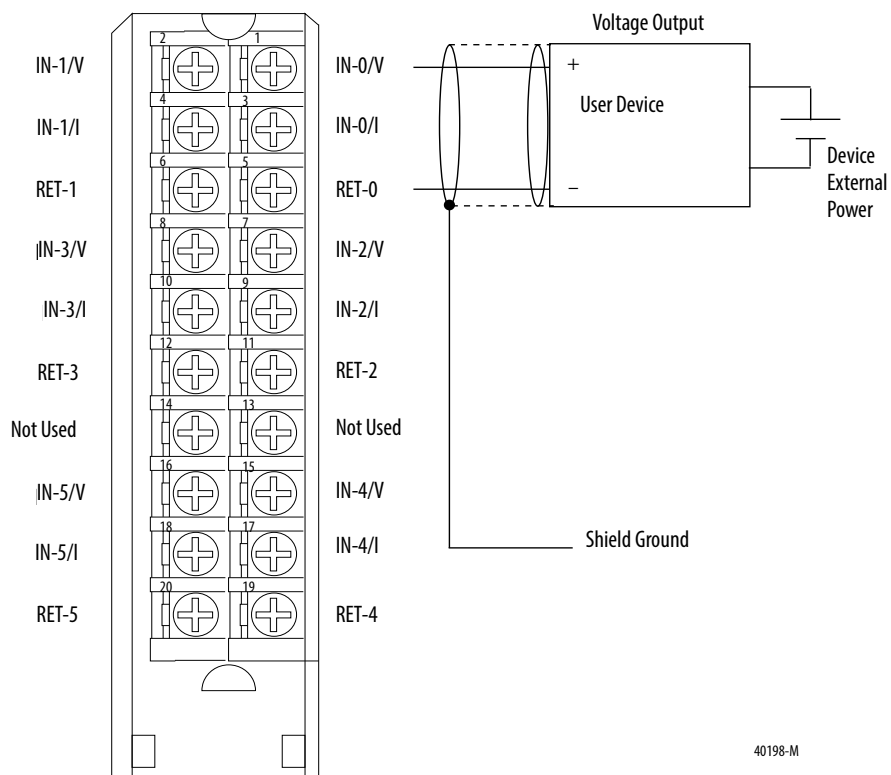 Voltage Output
2 1
IN-1/V IN-0/V + User Device
4 3
IN-1/I IN-0/I
6 5
RET-1 RET-0 −
Device
External
Power
8 7
IN-3/V IN-2/V
10 9
IN-3/I IN-2/I
12 11
RET-3 RET-2
14 13
Not Used Not Used
16 15
IN-5/V IN-4/V
18 17
IN-5/I IN-4/I Shield Ground
20 19
RET-5 RET-4
40198-M